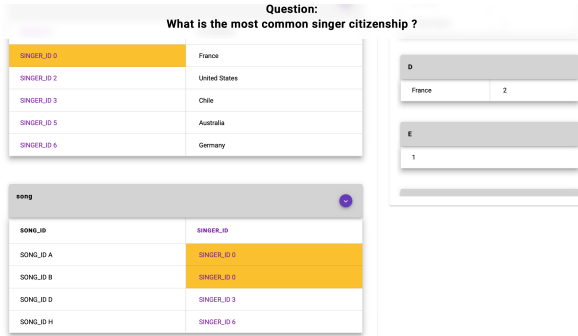 Question:
What is the most common singer citizenship ?
SINGER_ID 0 France
SINGER_ID 2 United States
SINGER_ID 3 Chile
SINGER_ID 5 Australia
SINGER_ID 6 Germany
song
SONG_ID SINGER_ID
SONG_ID A SINGER_ID 0
SONG_ID B SINGER_ID 0
SONG_ID D SINGER_ID 3
SONG_ID H SINGER_ID 6
D
France 2
E
1